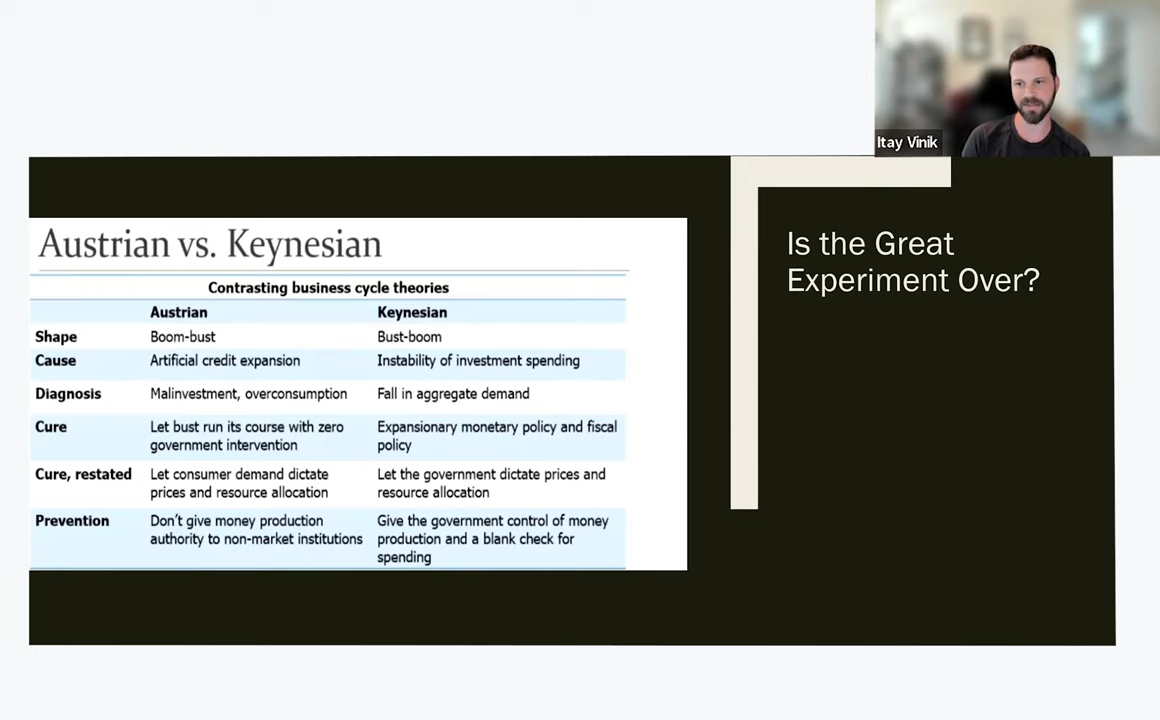 Itay Vinik
Austrian vs. Keynesian
Contrasting business cycle theories
Austrian Keynesian
Shape Boom-bust Bust-boom
Cause Artificial credit expansion Instability of investment spending
Diagnosis Malinvestment, overconsumption Fall in aggregate demand
Cure Let bust run its course with zero Expansionary monetary policy and fiscal
government intervention policy
Cure, restated Let consumer demand dictate Let the government dictate prices and
prices and resource allocation resource allocation
Prevention Don't give money production Give the government control of money
authority to non-market institutions production and a blank check for
spending
Is the Great
Experiment Over?